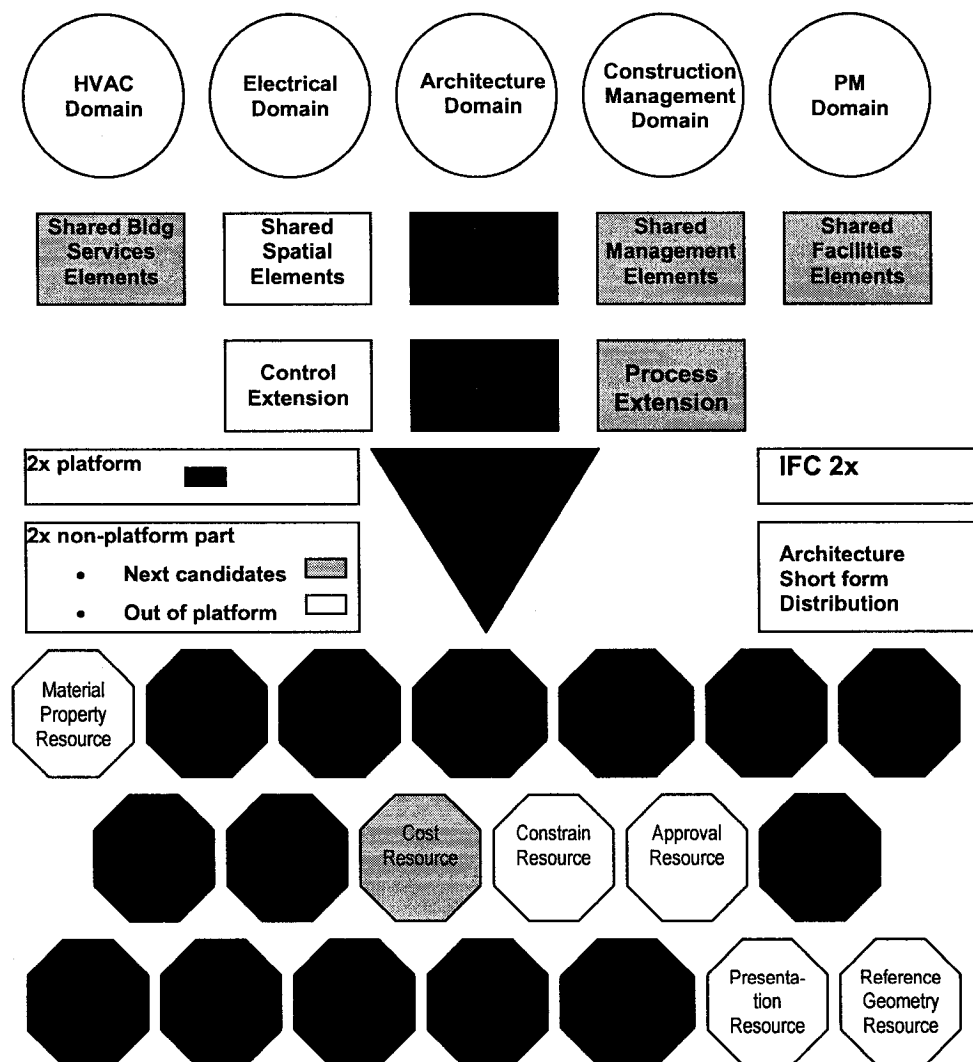 HVAC
Domain
Electrical
Domain
Architecture
Domain
Construction
Management
Domain
PM
Domain
Shared Bldg
Services
Elements
Shared
Spatial
Elements
Shared
Management
Elements
Shared
Facilities
Elements
Control
Extension
Process
Extension
2x platform
IFC 2x
2x non-platform part
• Next candidates
• Out of platform
Architecture
Short form
Distribution
Material
Property
Resource
Cost
Resource
Constrain
Resource
Approval
Resource
Presenta-
tion
Resource
Reference
Geometry
Resource